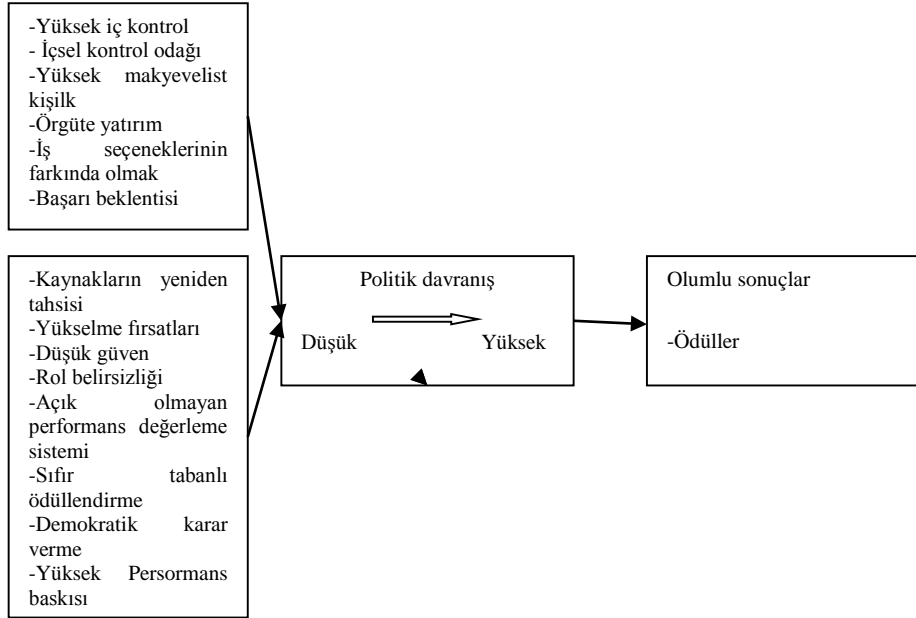 -Yüksek iç kontrol
- İçsel kontrol odağı
-Yüksek makyevelist
kişilk
-Örgüte yatırım
-İş seçeneklerinin
farkında olmak
-Başarı beklentisi
-Kaynakların yeniden
tahsisi
-Yükselme fırsatları
-Düşük güven
-Rol belirsizliği
-Açık olmayan
performans değerleme
sistemi
-Sıfır tabanlı
ödüllendirme
-Demokratik karar
verme
-Yüksek Persormans
baskısı
Politik davranış
Düşük Yüksek
Olumlu sonuçlar
-Ödüller